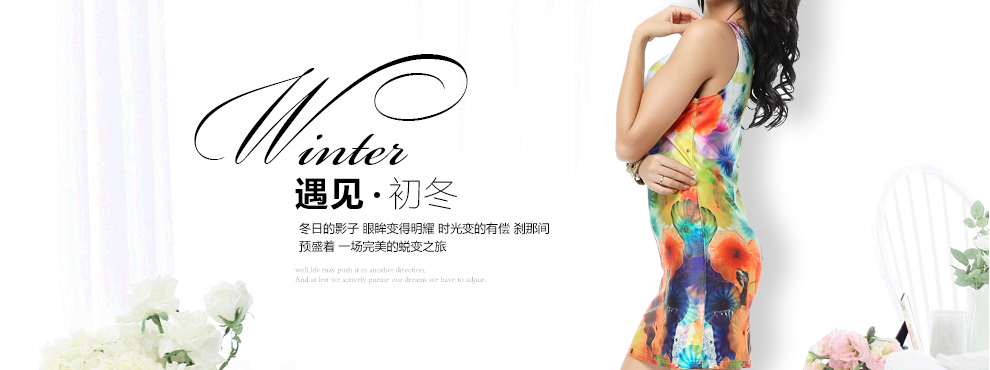 Winter
遇见·初冬
冬日的影子 眼眸变得明耀 时光变的有偿 刹那间
预盛着 一场完美的蜕变之旅
well,life may push it in another direction,
And at lest we actively pursue our dreams we have to adjust.